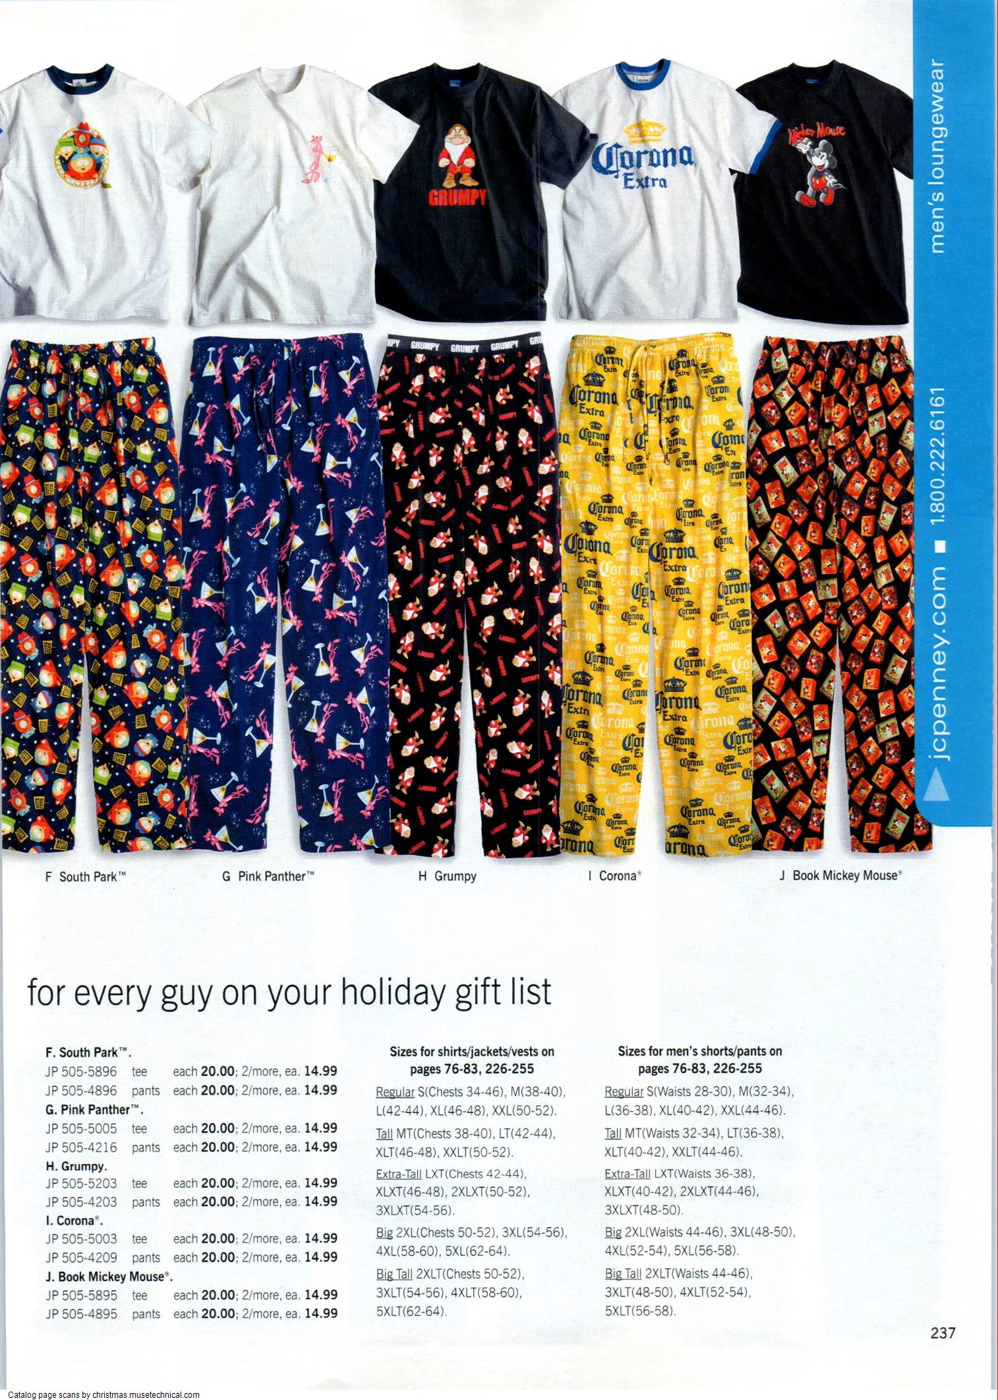 men's loungewear
jcpenney.com ■ 1.800.222.6161
GRUMPY
Corona
Extra
Mickey Mouse
GRUMPY GRUMPY GRUMPY
F South Park™
G Pink Panther™
H Grumpy
I Corona®
J Book Mickey Mouse®
for every guy on your holiday gift list
F. South Park™.
JP 505-5896 tee each 20.00; 2/more, ea. 14.99
JP 505-4896 pants each 20.00; 2/more, ea. 14.99
G. Pink Panther™.
JP 505-5005 tee each 20.00; 2/more, ea. 14.99
JP 505-4216 pants each 20.00; 2/more, ea. 14.99
H. Grumpy.
JP 505-5203 tee each 20.00; 2/more, ea. 14.99
JP 505-4203 pants each 20.00; 2/more, ea. 14.99
I. Corona®.
JP 505-5003 tee each 20.00; 2/more, ea. 14.99
JP 505-4209 pants each 20.00; 2/more, ea. 14.99
J. Book Mickey Mouse®.
JP 505-5895 tee each 20.00; 2/more, ea. 14.99
JP 505-4895 pants each 20.00; 2/more, ea. 14.99
Sizes for shirts/jackets/vests on
pages 76-83, 226-255
Regular S(Chests 34-46), M(38-40),
L(42-44), XL(46-48), XXL(50-52).
Tall MT(Chests 38-40), LT(42-44),
XLT(46-48), XXLT(50-52).
Extra-Tall LXT(Chests 42-44),
XLXT(46-48), 2XLXT(50-52),
3XLXT(54-56).
Big 2XL(Chests 50-52), 3XL(54-56),
4XL(58-60), 5XL(62-64).
Big Tall 2XLT(Chests 50-52),
3XLT(54-56), 4XLT(58-60),
5XLT(62-64).
Sizes for men's shorts/pants on
pages 76-83, 226-255
Regular S(Waists 28-30), M(32-34),
L(36-38), XL(40-42), XXL(44-46).
Tall MT(Waists 32-34), LT(36-38),
XLT(40-42), XXLT(44-46).
Extra-Tall LXT(Waists 36-38),
XLXT(40-42), 2XLXT(44-46),
3XLXT(48-50).
Big 2XL(Waists 44-46), 3XL(48-50),
4XL(52-54), 5XL(56-58).
Big Tall 2XLT(Waists 44-46),
3XLT(48-50), 4XLT(52-54),
5XLT(56-58).
237
Catalog page scans by christmas.musetechnical.com